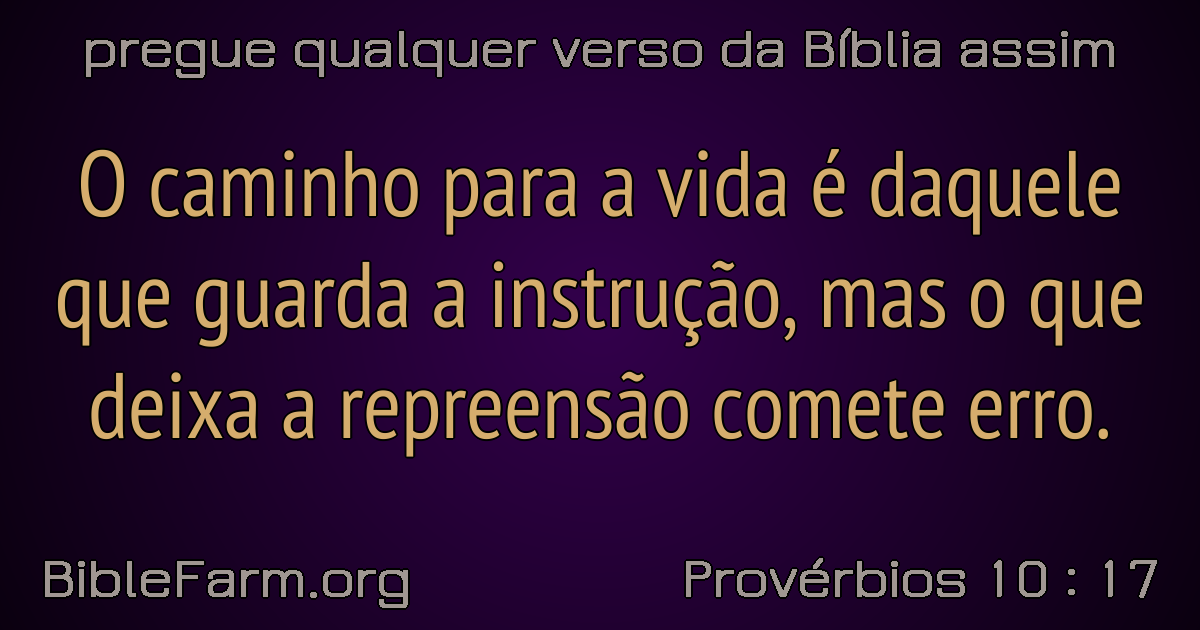 pregue qualquer verso da Bíblia assim
O caminho para a vida é daquele
que guarda a instrução, mas o que
deixa a repreensão comete erro.
BibleFarm.org
Provérbios 10 : 17